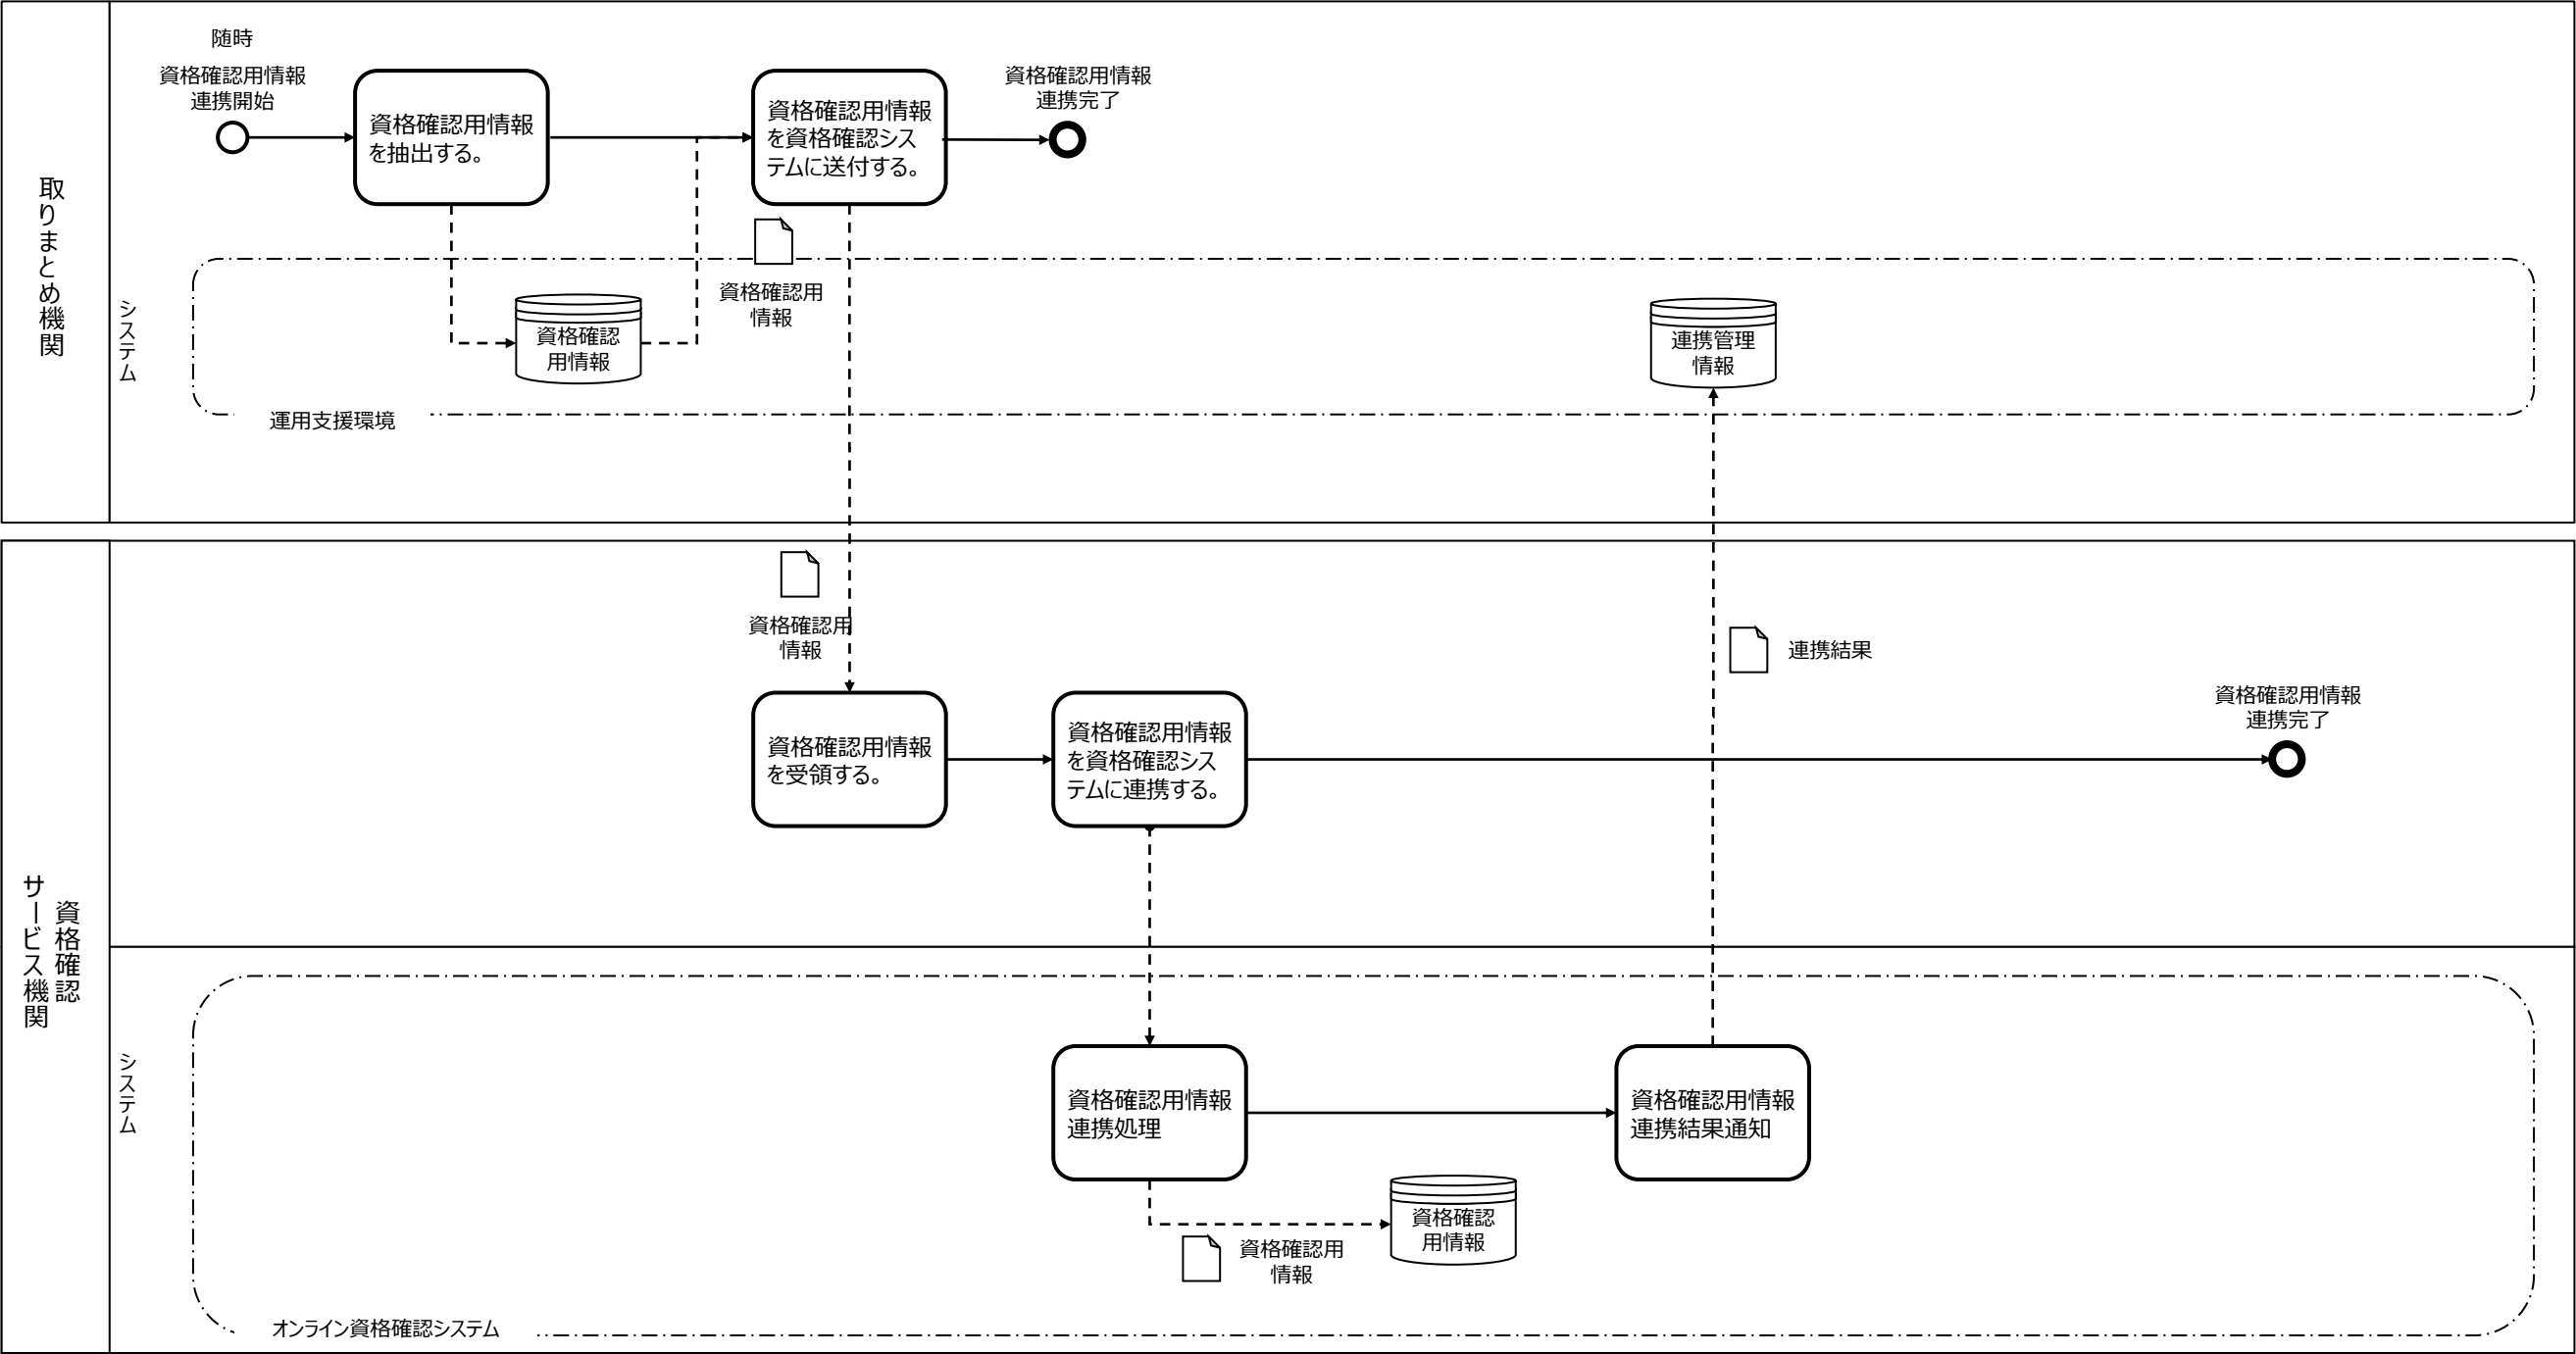 取りまとめ機関
随時
資格確認用情報
連携開始
資格確認用情報
を抽出する。
資格確認用情報
を資格確認シス
テムに送付する。
資格確認用情報
連携完了
システム
資格確認
用情報
資格確認用
情報
連携管理
情報
運用支援環境
資格確認
サービス機関
資格確認用
情報
連携結果
資格確認用情報
を受領する。
資格確認用情報
を資格確認シス
テムに連携する。
資格確認用情報
連携完了
システム
資格確認用情報
連携処理
資格確認用情報
連携結果通知
資格確認用
情報
資格確認
用情報
オンライン資格確認システム